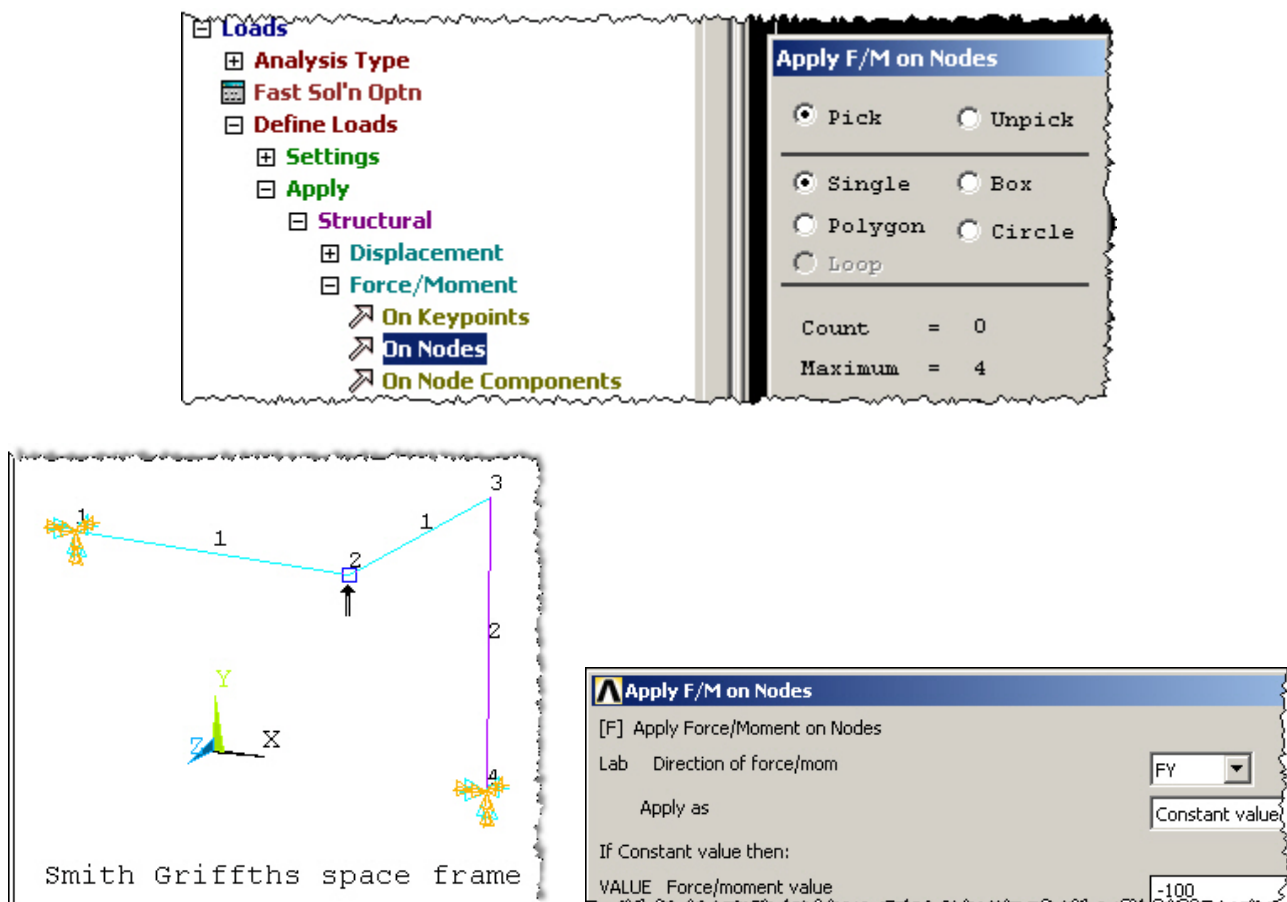 Loads
Analysis Type
Fast Sol'n Optn
Define Loads
Settings
Apply
Structural
Displacement
Force/Moment
On Keypoints
On Nodes
On Node Components
Apply F/M on Nodes
Pick Unpick
Single Box
Polygon Circle
Loop
Count = 0
Maximum = 4
3
1
1 1
2
2
Y
Z X
4
Smith Griffths space frame
Apply F/M on Nodes
[F] Apply Force/Moment on Nodes
Lab Direction of force/mom FY
Apply as Constant value
If Constant value then:
VALUE Force/moment value -100